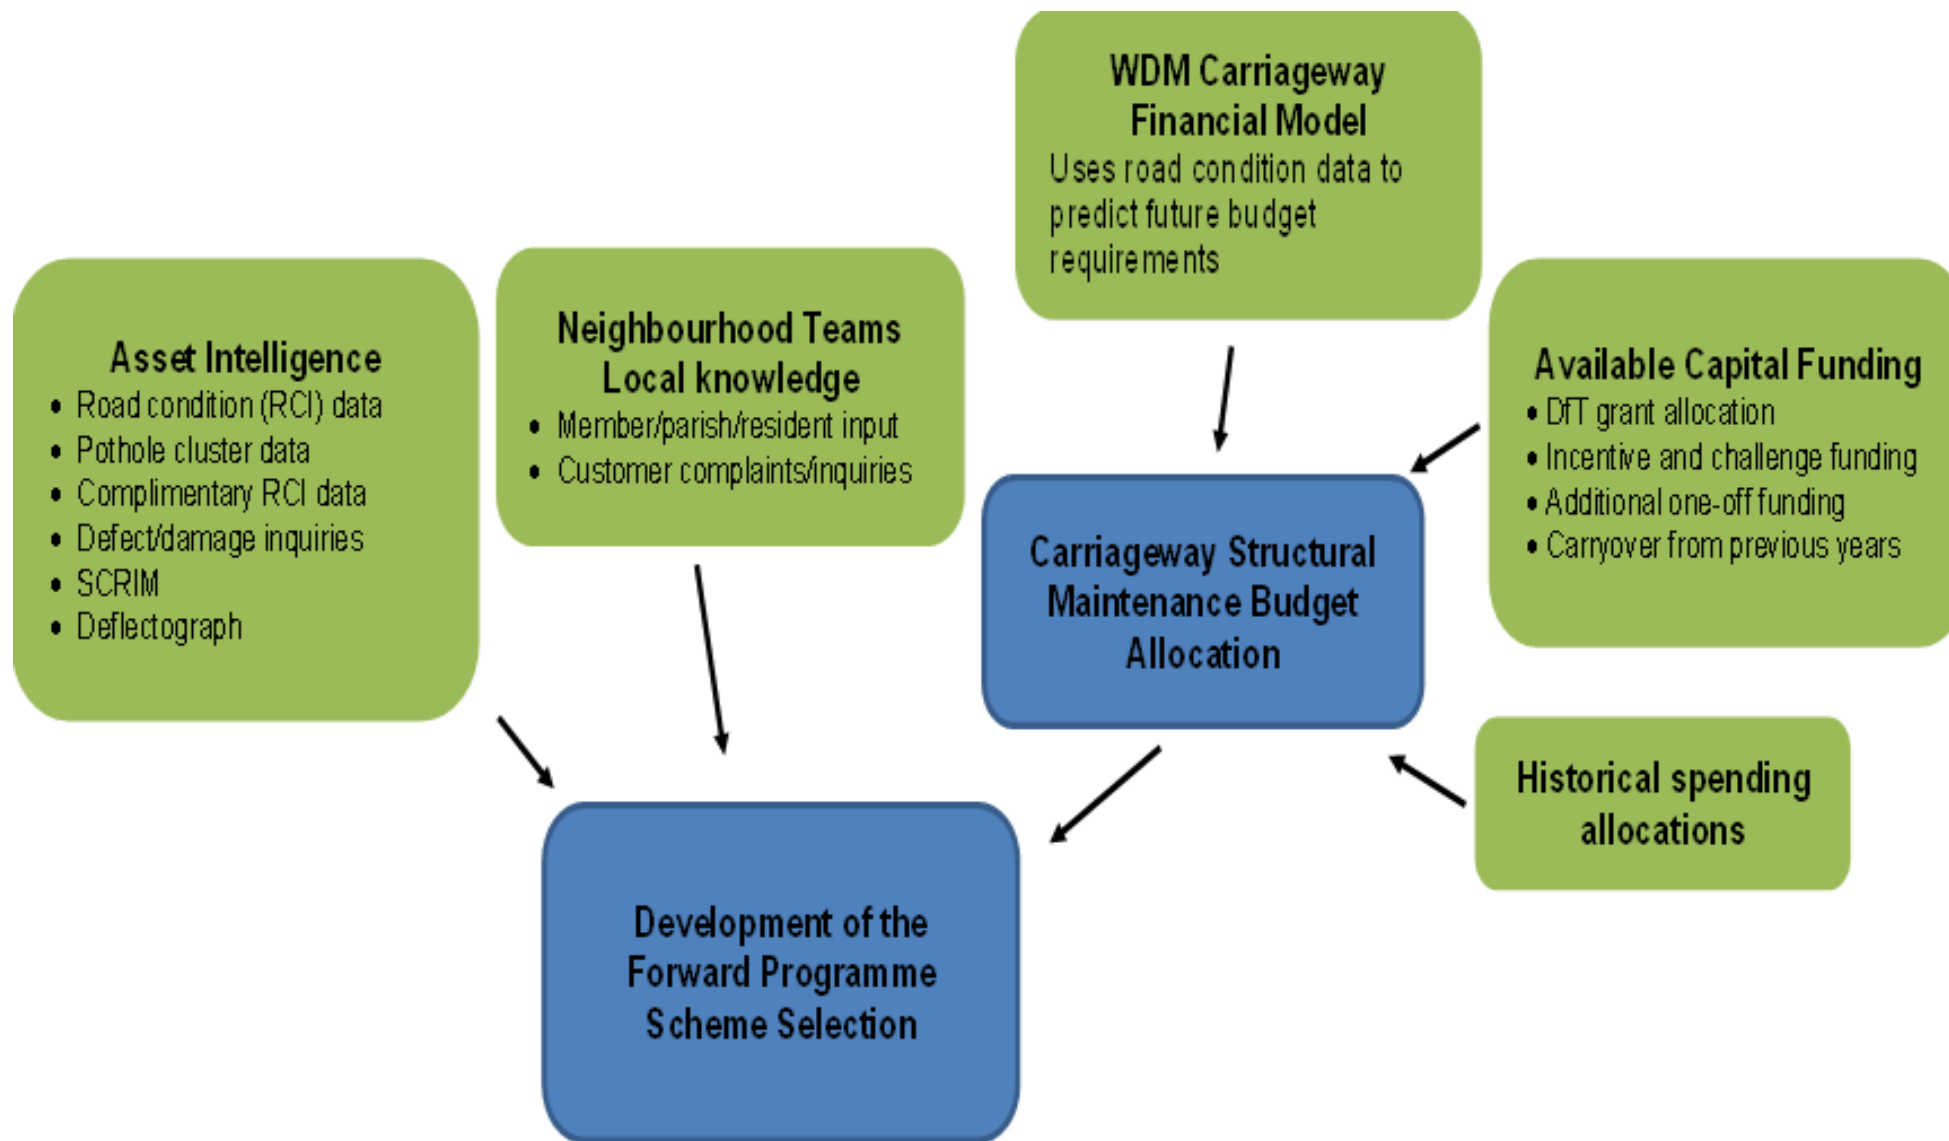 WDM Carriageway
Financial Model
Uses road condition data to
predict future budget
requirements
Asset Intelligence
• Road condition (RCI) data
• Pothole cluster data
• Complimentary RCI data
• Defect/damage inquiries
• SCRIM
• Deflectograph
Neighbourhood Teams
Local knowledge
• Member/parish/resident input
• Customer complaints/inquiries
Available Capital Funding
• DfT grant allocation
• Incentive and challenge funding
• Additional one-off funding
• Carryover from previous years
Carriageway Structural
Maintenance Budget
Allocation
Historical spending
allocations
Development of the
Forward Programme
Scheme Selection